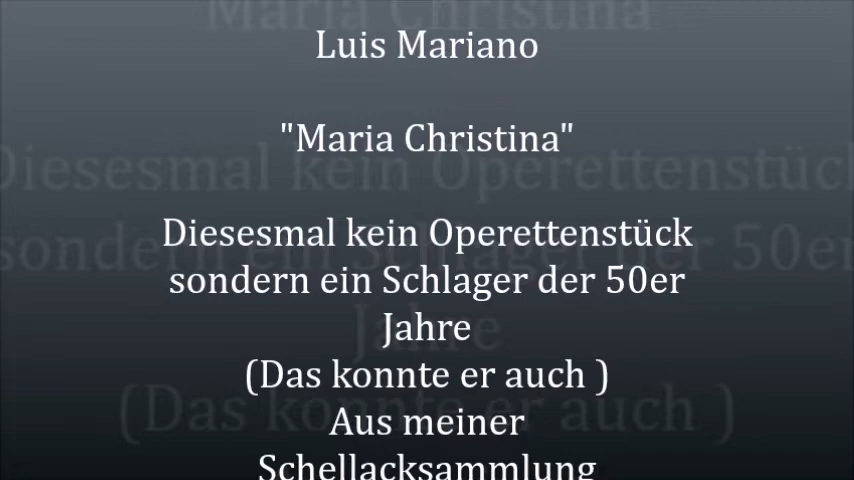 Luis Mariano
"Maria Christina"
Diesesmal kein Operettenstück
sondern ein Schlager der 50er
Jahre
(Das konnte er auch )
Aus meiner
Schellacksammlung